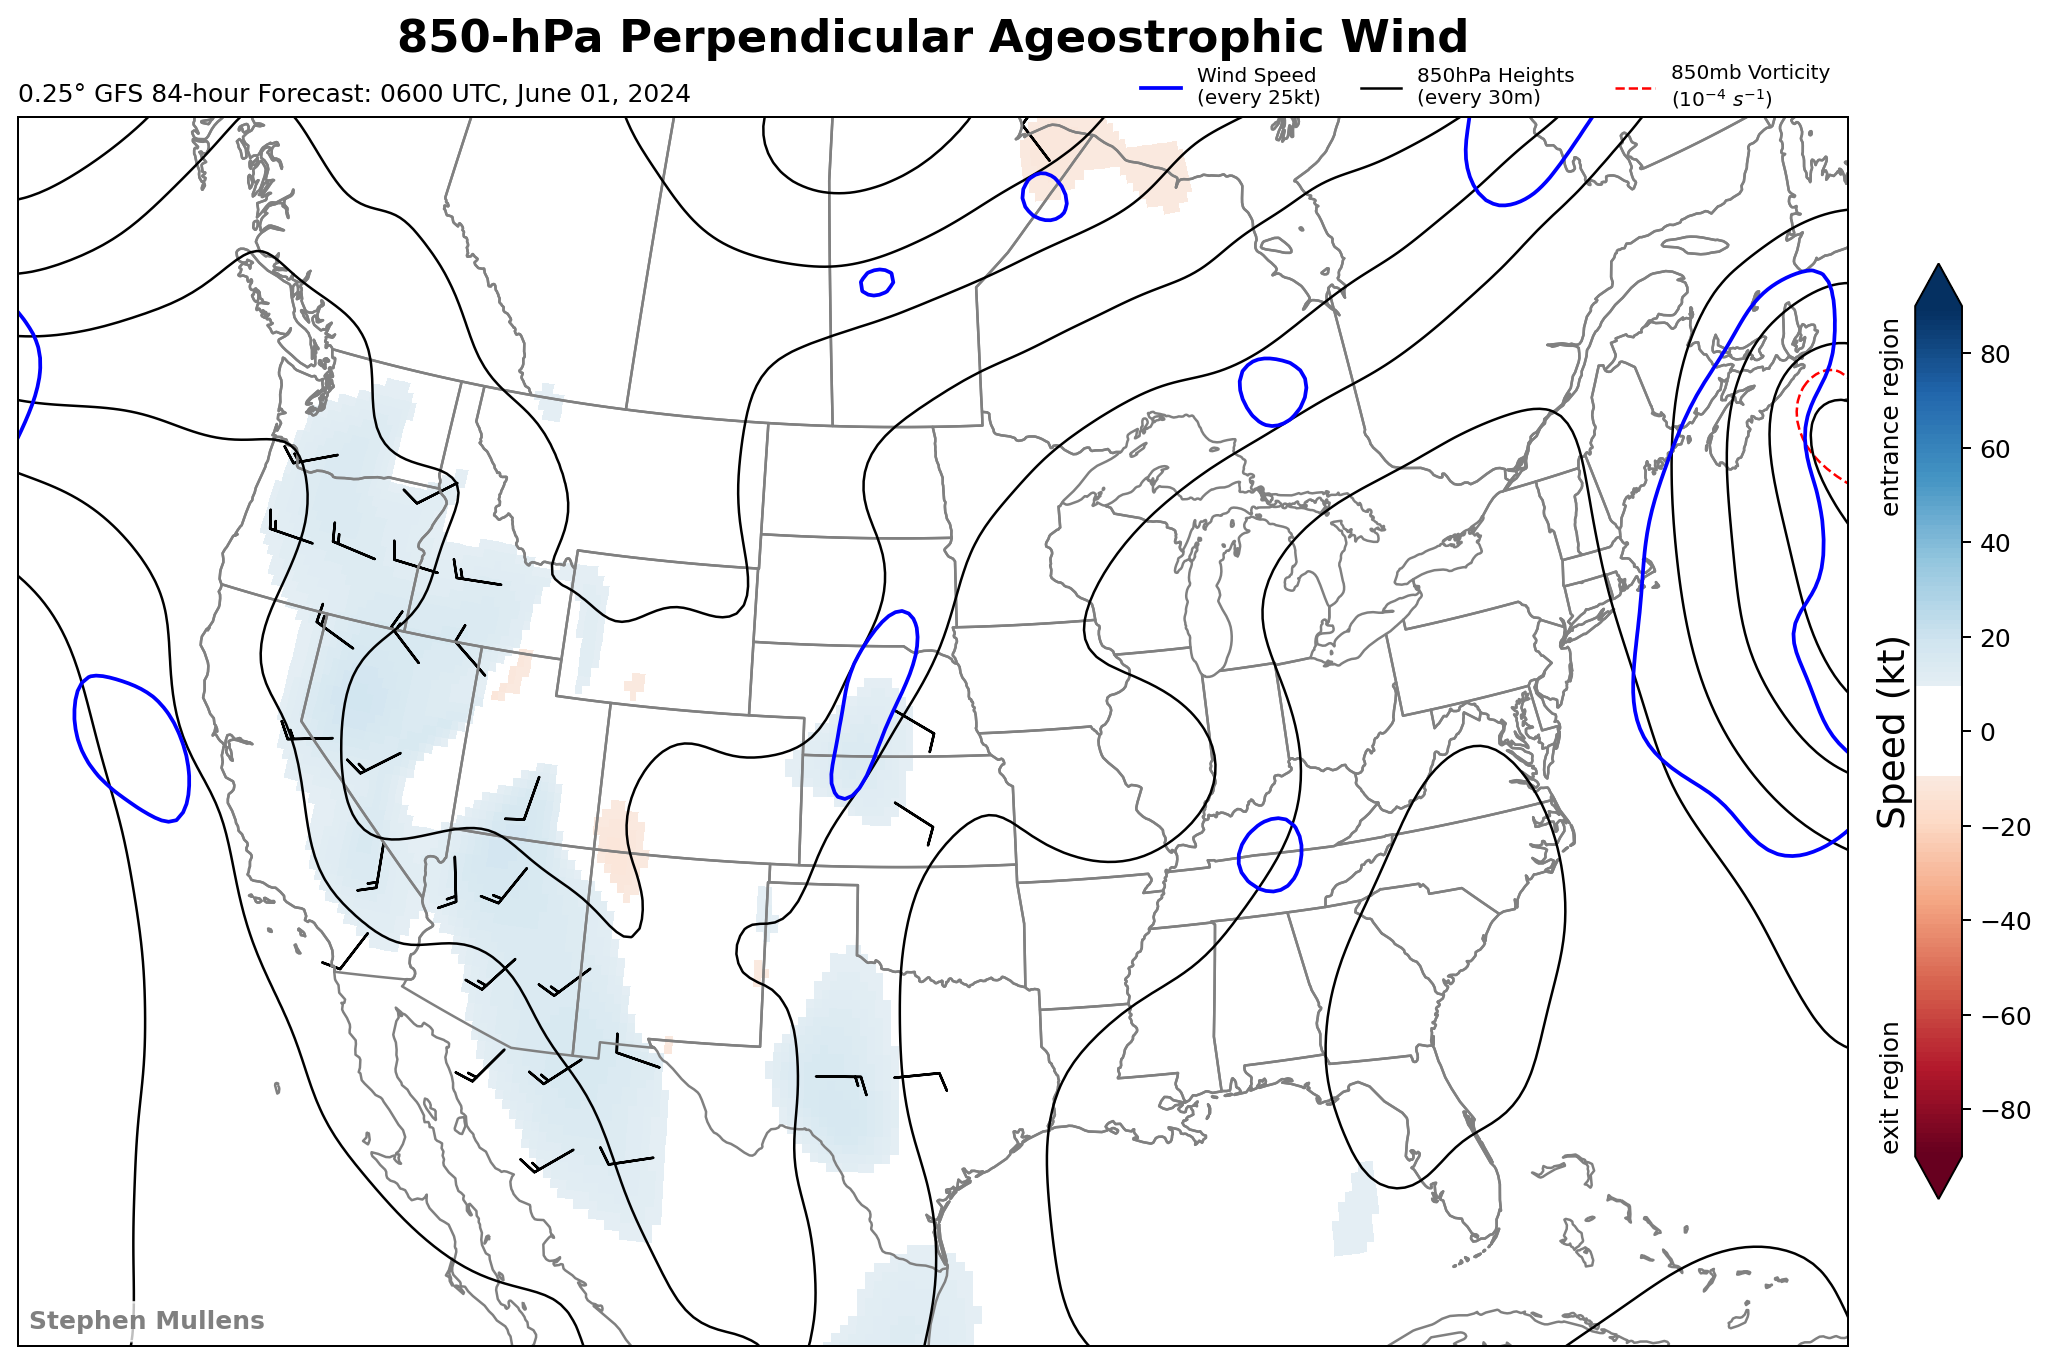 850-hPa Perpendicular Ageostrophic Wind
0.25° GFS 84-hour Forecast: 0600 UTC, June 01, 2024
Wind Speed
(every 25kt)
850hPa Heights
(every 30m)
850mb Vorticity
(10⁻⁴ s⁻¹)
entrance region
Speed (kt)
exit region
80
60
40
20
0
−20
−40
−60
−80
Stephen Mullens